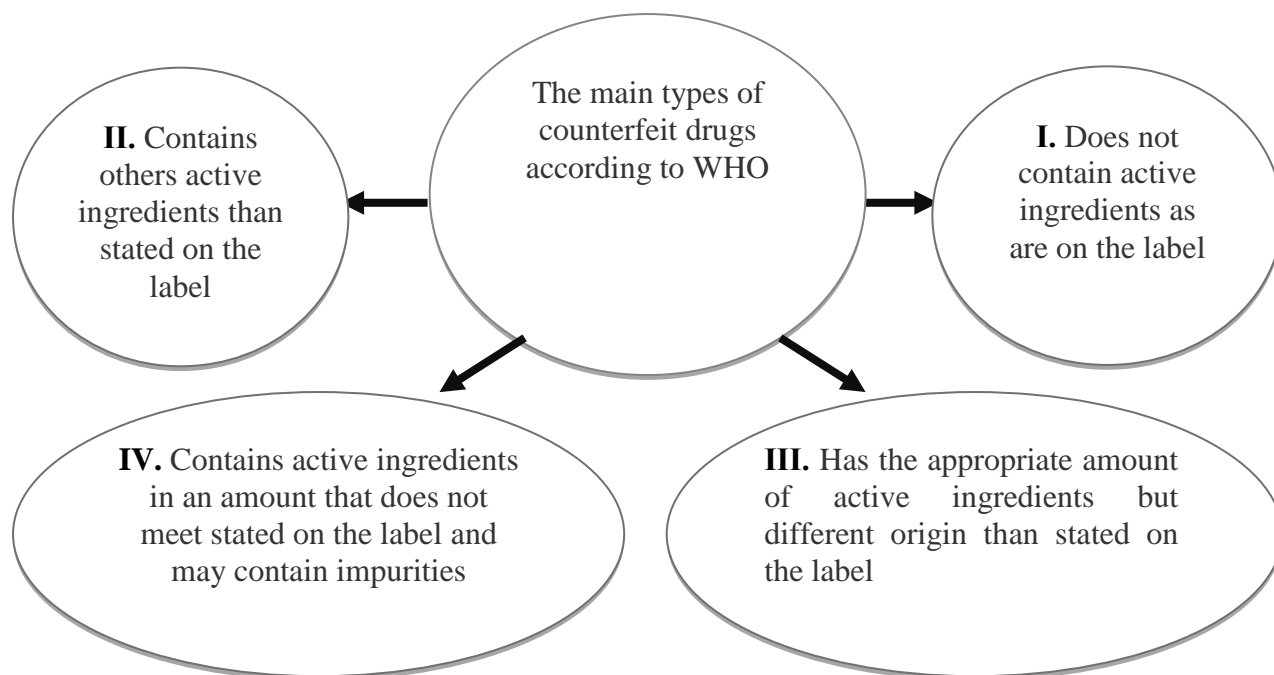 The main types of
counterfeit drugs
according to WHO
II. Contains
others active
ingredients than
stated on the
label
I. Does not
contain active
ingredients as
are on the label
IV. Contains active ingredients
in an amount that does not
meet stated on the label and
may contain impurities
III. Has the appropriate amount
of active ingredients but
different origin than stated on
the label